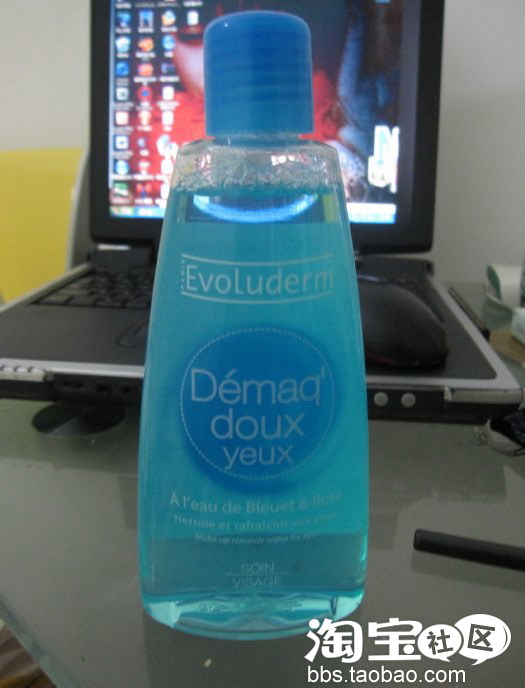 PARIS
Evoluderm
Démaq'
doux
yeux
À l'eau de Bleuet & Rose
Nettoie et rafraîchit vos yeux
Make-up remover water for eyes
SOIN
VISAGE
淘宝社区
bbs.taobao.com